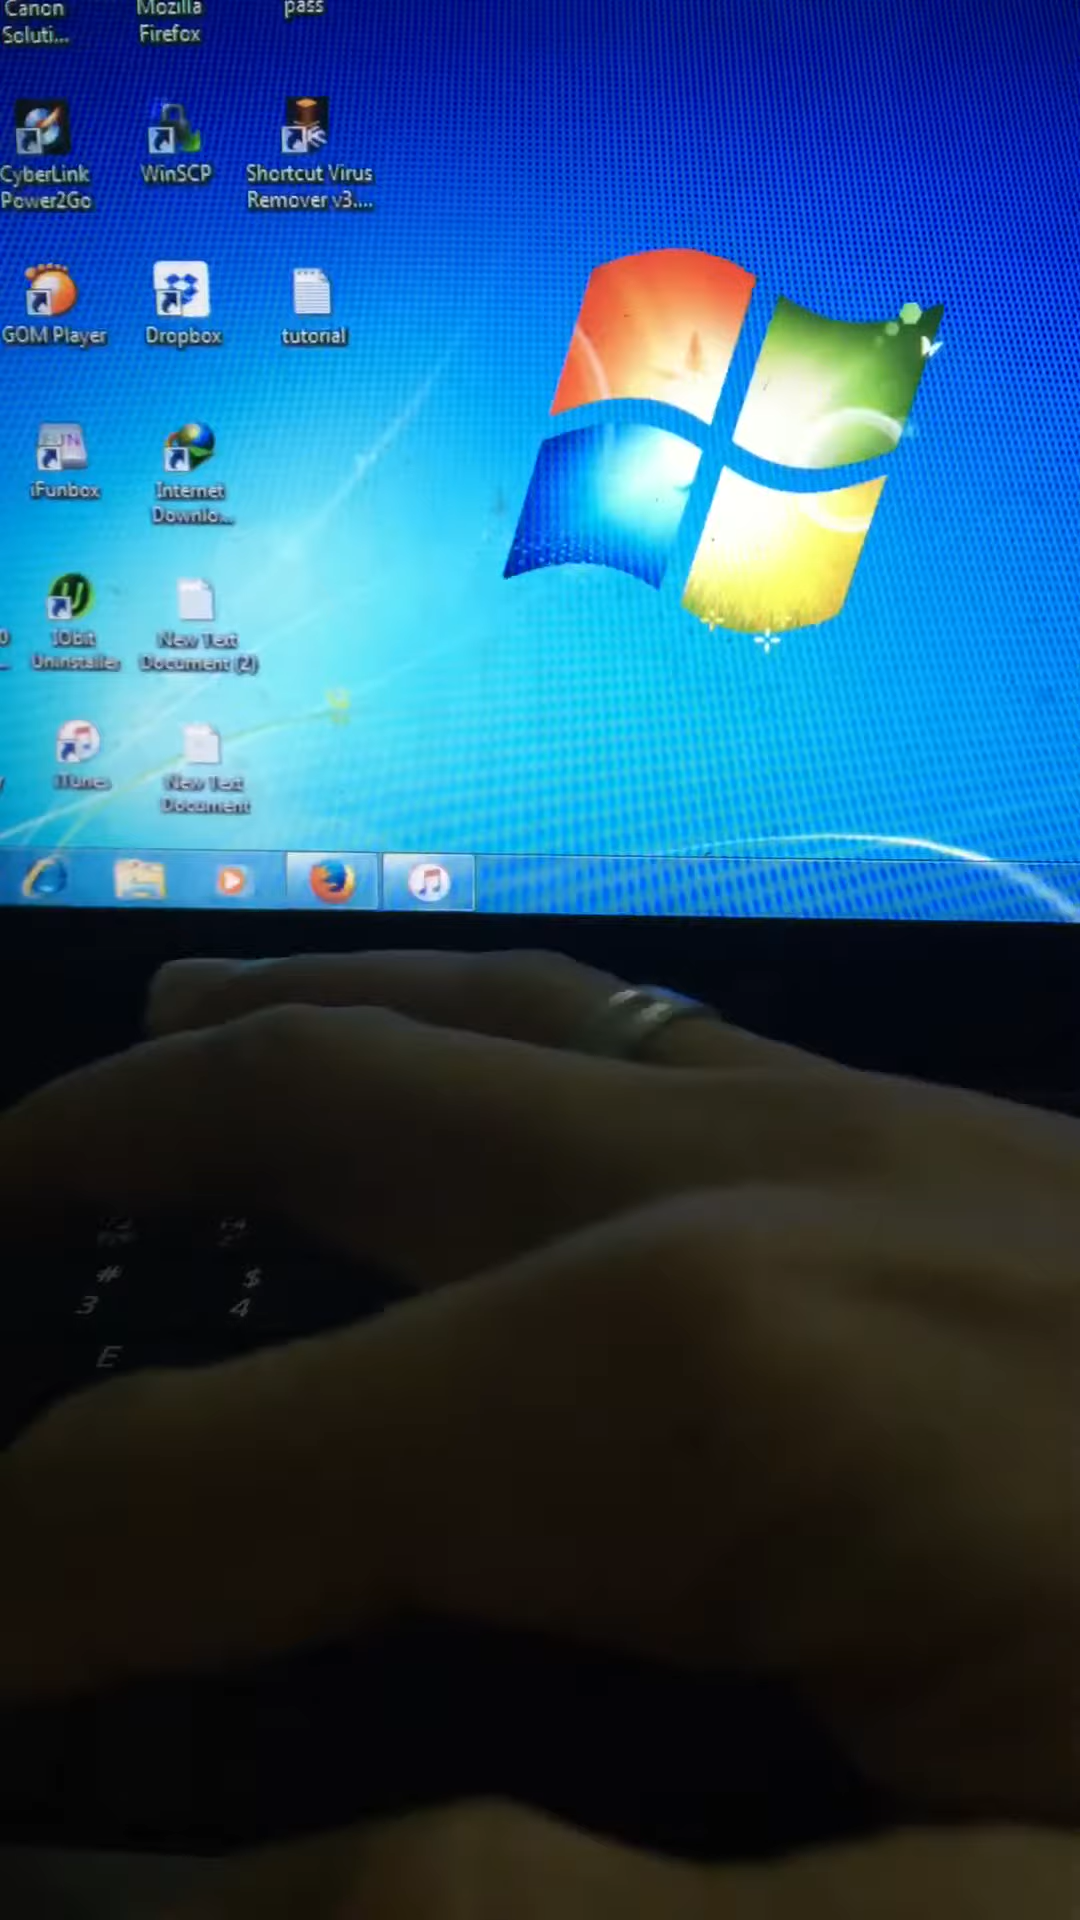 Canon
Soluti...
Mozilla
Firefox
pass
CyberLink
Power2Go
WinSCP
Shortcut Virus
Remover v3....
GOM Player
Dropbox
tutorial
iFunbox
Internet
Downlo...
IObit
Uninstaller
New Text
Document (2)
iTunes
New Text
Document
#
3
$
4
E